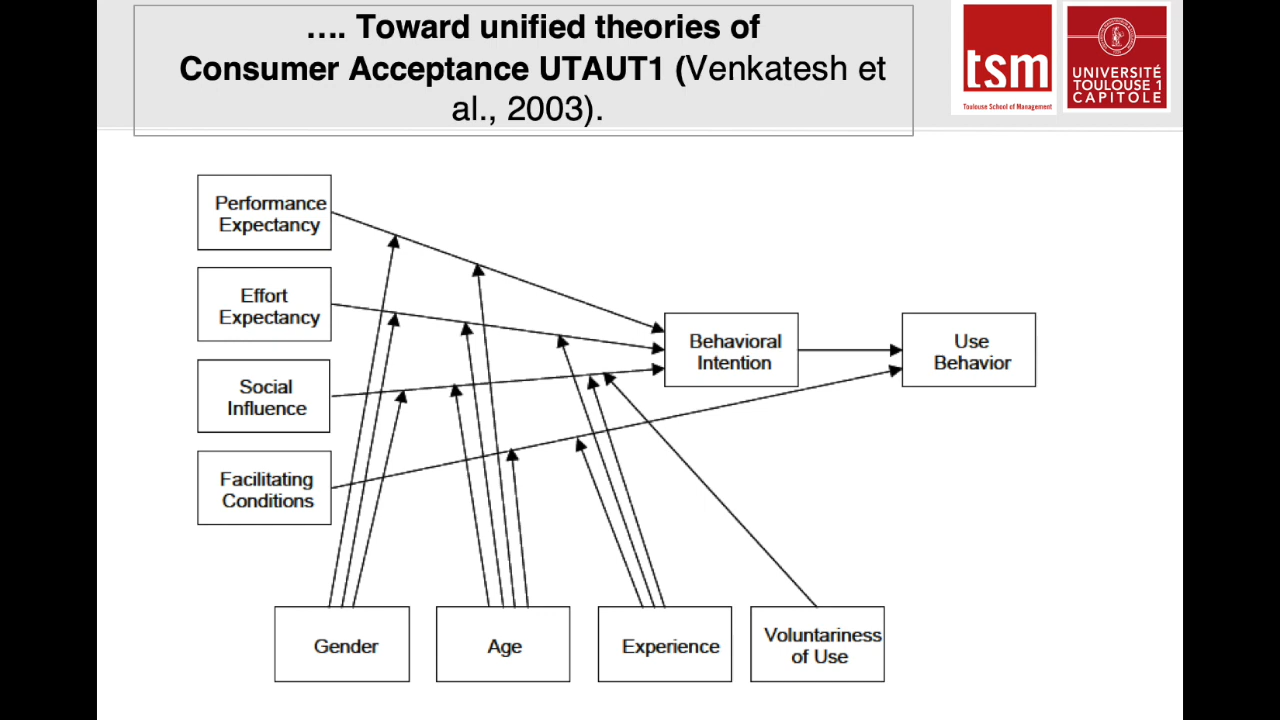 .... Toward unified theories of
Consumer Acceptance UTAUT1 (Venkatesh et
al., 2003).
tsm
Toulouse School of Management
UNIVERSITÉ
TOULOUSE 1
CAPITOLE
Performance
Expectancy
Effort
Expectancy
Social
Influence
Facilitating
Conditions
Behavioral
Intention
Use
Behavior
Gender
Age
Experience
Voluntariness
of Use